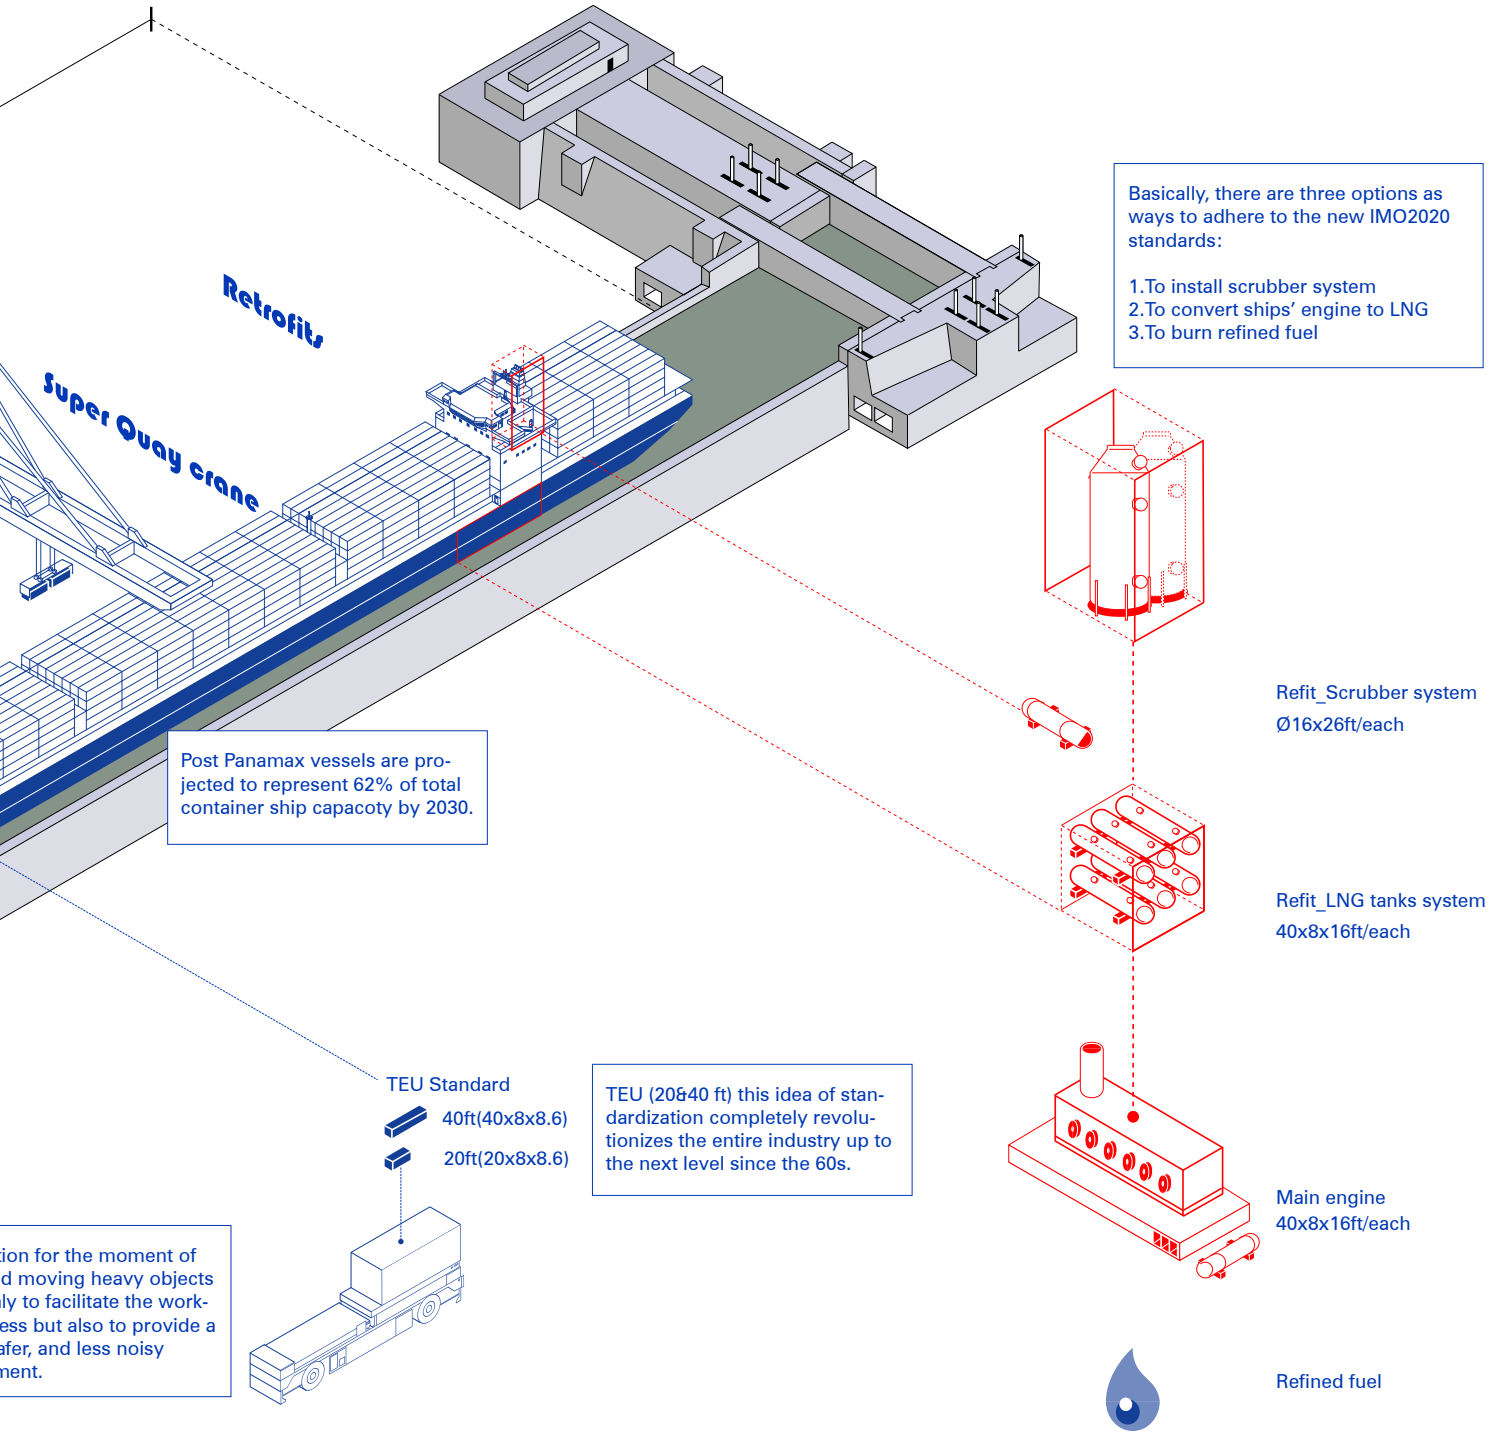 Basically, there are three options as
ways to adhere to the new IMO2020
standards:
1.To install scrubber system
2.To convert ships’ engine to LNG
3.To burn refined fuel
Retrofits
Super Quay crane
Refit_Scrubber system
Ø16x26ft/each
Post Panamax vessels are pro-
jected to represent 62% of total
container ship capacoty by 2030.
Refit_LNG tanks system
40x8x16ft/each
TEU Standard
40ft(40x8x8.6)
20ft(20x8x8.6)
TEU (20&40 ft) this idea of stan-
dardization completely revolu-
tionizes the entire industry up to
the next level since the 60s.
Main engine
40x8x16ft/each
for the moment of
moving heavy objects
to facilitate the work-
but also to provide a
and less noisy
Refined fuel